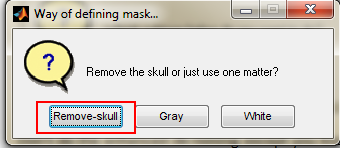 Way of defining mask...
?
Remove the skull or just use one matter?
Remove-skull Gray White